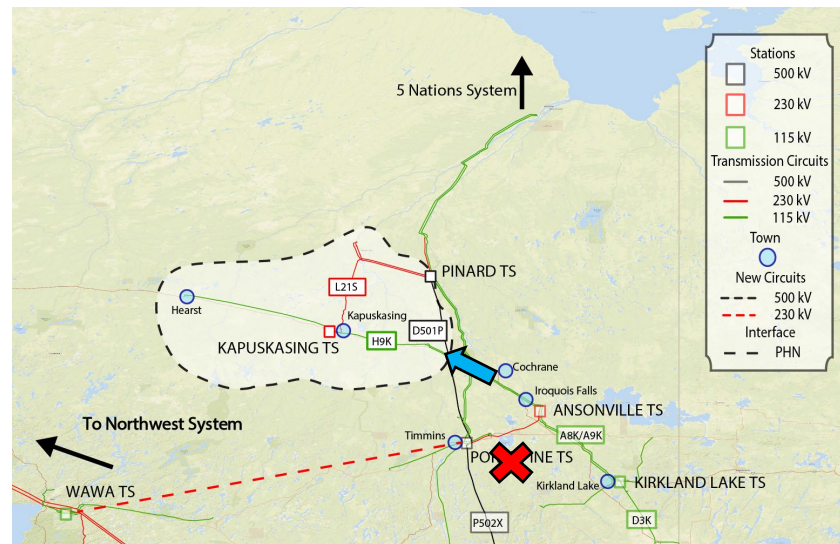 5 Nations System
Stations
500 kV
230 kV
115 kV
Transmission Circuits
500 kV
230 kV
115 kV
Town
New Circuits
500 kV
230 kV
Interface
PHN
PINARD TS
L21S
Hearst
Kapuskasing
D501P
KAPUSKASING TS
H9K
Cochrane
Iroquois Falls
ANSONVILLE TS
To Northwest System
Timmins
A8K/A9K
TS
WAWA TS
Kirkland Lake
KIRKLAND LAKE TS
P502X
D3K